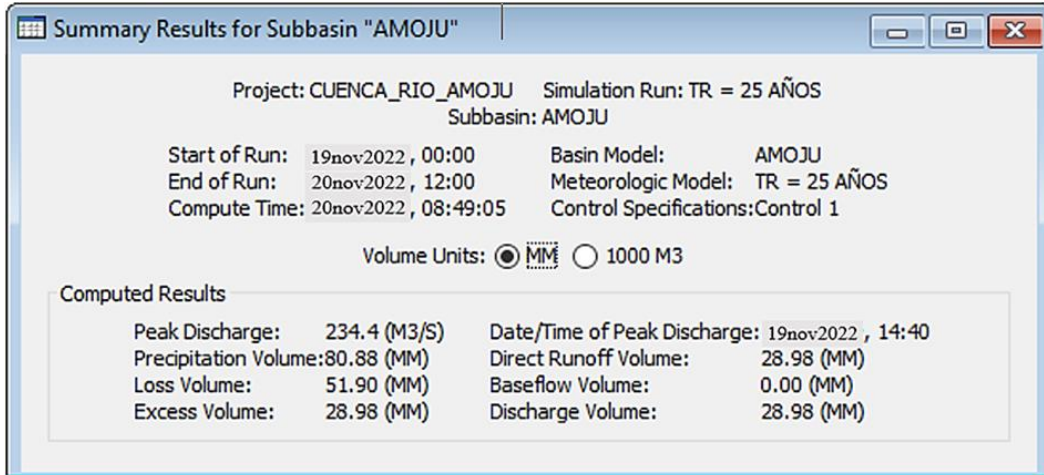 Summary Results for Subbasin "AMOJU"
Project: CUENCA_RIO_AMOJU Simulation Run: TR = 25 AÑOS
Subbasin: AMOJU
Start of Run: 19nov2022, 00:00 Basin Model: AMOJU
End of Run: 20nov2022, 12:00 Meteorologic Model: TR = 25 AÑOS
Compute Time: 20nov2022, 08:49:05 Control Specifications:Control 1
Volume Units: MM 1000 M3
Computed Results
Peak Discharge: 234.4 (M3/S) Date/Time of Peak Discharge: 19nov2022, 14:40
Precipitation Volume:80.88 (MM) Direct Runoff Volume: 28.98 (MM)
Loss Volume: 51.90 (MM) Baseflow Volume: 0.00 (MM)
Excess Volume: 28.98 (MM) Discharge Volume: 28.98 (MM)